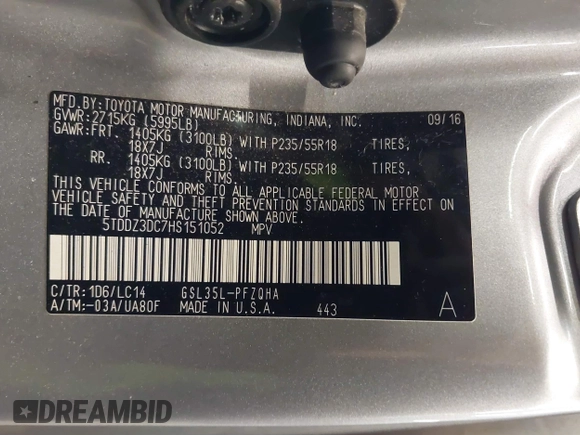 MFD.BY:TOYOTA MOTOR MANUFACTURING, INDIANA, INC. 09/16
GVWR:2715KG (5985LB)
GAWR:FRT. 1405KG (3100LB) WITH P235/55R18 TIRES,
18X7J RIMS.
RR. 1405KG (3100LB) WITH P235/55R18 TIRES,
18X7J RIMS.
THIS VEHICLE CONFORMS TO ALL APPLICABLE FEDERAL MOTOR
VEHICLE SAFETY AND THEFT PREVENTION STANDARDS IN EFFECT
ON THE DATE OF MANUFACTURE SHOWN ABOVE.
5TDDZ3DC7HS151052 MPV
C/TR:1D6/LC14 GSL35L-PFZQHA
A/TM:-03A/UA80F MADE IN U.S.A. 443 A
DREAMBID